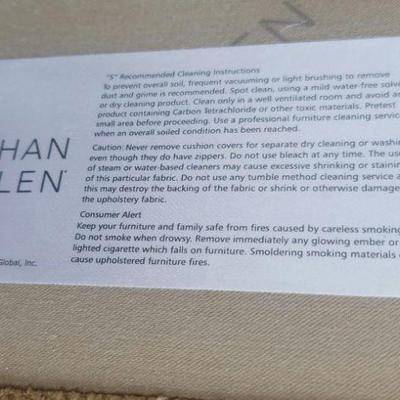 "S" Recommended Cleaning Instructions
To prevent overall soil, frequent vacuuming or light brushing to remove
dust and grime is recommended. Spot clean, using a mild water-free solve
or dry cleaning product. Clean only in a well ventilated room and avoid a
product containing Carbon Tetrachloride or other toxic materials. Pretest
small area before proceeding. Use a professional furniture cleaning servic
when an overall soiled condition has been reached.
HAN
LEN
Caution: Never remove cushion covers for separate dry cleaning or washin
even though they do have zippers. Do not use bleach at any time. The use
of steam or water-based cleaners may cause excessive shrinking or stainin
of this particular fabric. Do not use any tumble method cleaning service a
this may destroy the backing of the fabric or shrink or otherwise damage
the upholstery fabric.
Consumer Alert
Keep your furniture and family safe from fires caused by careless smoking
Do not smoke when drowsy. Remove immediately any glowing ember or
lighted cigarette which falls on furniture. Smoldering smoking materials
cause upholstered furniture fires.
Global, Inc.